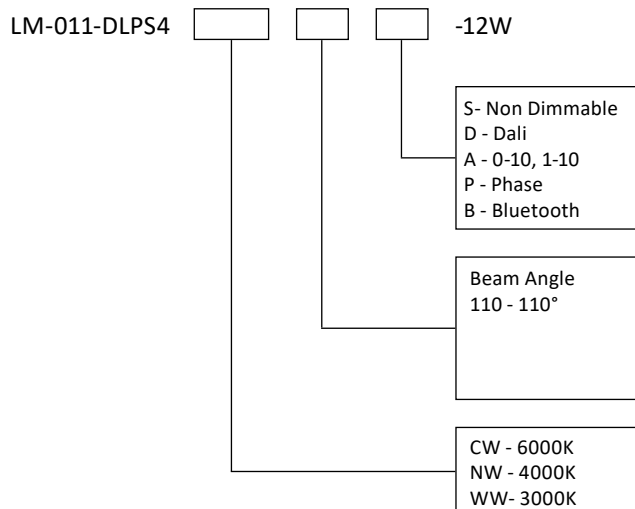 LM-011-DLPS4 -12W
S- Non Dimmable
D - Dali
A - 0-10, 1-10
P - Phase
B - Bluetooth
Beam Angle
110 - 110°
CW - 6000K
NW - 4000K
WW- 3000K